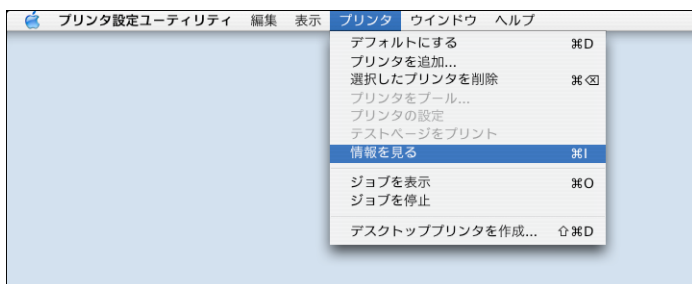 プリンタ設定ユーティリティ 編集 表示 プリンタ ウインドウ ヘルプ
デフォルトにする ⌘D
プリンタを追加...
選択したプリンタを削除 ⌘⌫
プリンタをプール...
プリンタの設定
テストページをプリント
情報を見る ⌘I
ジョブを表示 ⌘O
ジョブを停止
デスクトッププリンタを作成... ⇧⌘D